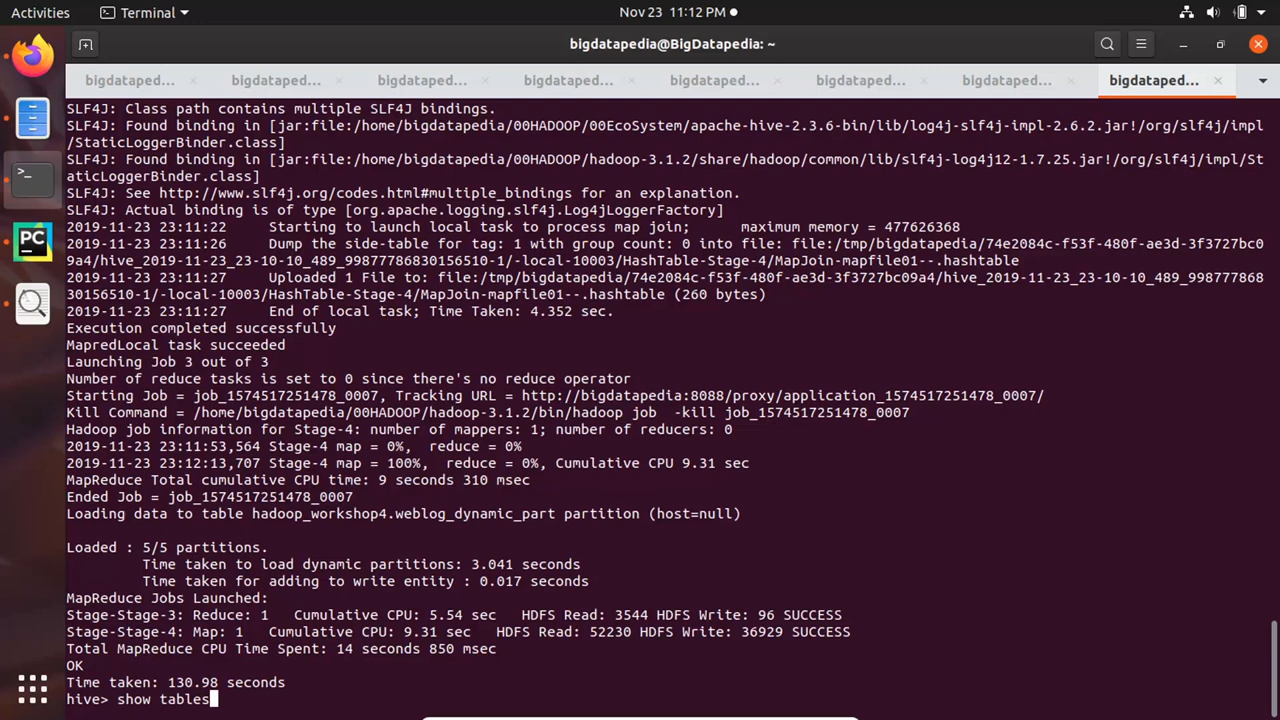 Activities
Terminal
Nov 23 11:12 PM
bigdatapedia@BigDatapedia: ~
bigdataped...
bigdataped...
bigdataped...
bigdataped...
bigdataped...
bigdataped...
bigdataped...
bigdataped...
SLF4J: Class path contains multiple SLF4J bindings.
SLF4J: Found binding in [jar:file:/home/bigdatapedia/00HADOOP/00EcoSystem/apache-hive-2.3.6-bin/lib/log4j-slf4j-impl-2.6.2.jar!/org/slf4j/impl
/StaticLoggerBinder.class]
SLF4J: Found binding in [jar:file:/home/bigdatapedia/00HADOOP/hadoop-3.1.2/share/hadoop/common/lib/slf4j-log4j12-1.7.25.jar!/org/slf4j/impl/St
aticLoggerBinder.class]
SLF4J: See http://www.slf4j.org/codes.html#multiple_bindings for an explanation.
SLF4J: Actual binding is of type [org.apache.logging.slf4j.Log4jLoggerFactory]
2019-11-23 23:11:22 Starting to launch local task to process map join; maximum memory = 477626368
2019-11-23 23:11:26 Dump the side-table for tag: 1 with group count: 0 into file: file:/tmp/bigdatapedia/74e2084c-f53f-480f-ae3d-3f3727bc0
9a4/hive_2019-11-23_23-10-10_489_99877786830156510-1/-local-10003/HashTable-Stage-4/MapJoin-mapfile01--.hashtable
2019-11-23 23:11:27 Uploaded 1 File to: file:/tmp/bigdatapedia/74e2084c-f53f-480f-ae3d-3f3727bc09a4/hive_2019-11-23_23-10-10_489_9987777868
30156510-1/-local-10003/HashTable-Stage-4/MapJoin-mapfile01--.hashtable (260 bytes)
2019-11-23 23:11:27 End of local task; Time Taken: 4.352 sec.
Execution completed successfully
MapredLocal task succeeded
Launching Job 3 out of 3
Number of reduce tasks is set to 0 since there's no reduce operator
Starting Job = job_1574517251478_0007, Tracking URL = http://bigdatapedia:8088/proxy/application_1574517251478_0007/
Kill Command = /home/bigdatapedia/00HADOOP/hadoop-3.1.2/bin/hadoop job -kill job_1574517251478_0007
Hadoop job information for Stage-4: number of mappers: 1; number of reducers: 0
2019-11-23 23:11:53,564 Stage-4 map = 0%, reduce = 0%
2019-11-23 23:12:13,707 Stage-4 map = 100%, reduce = 0%, Cumulative CPU 9.31 sec
MapReduce Total cumulative CPU time: 9 seconds 310 msec
Ended Job = job_1574517251478_0007
Loading data to table hadoop_workshop4.weblog_dynamic_part partition (host=null)
Loaded : 5/5 partitions.
Time taken to load dynamic partitions: 3.041 seconds
Time taken for adding to write entity : 0.017 seconds
MapReduce Jobs Launched:
Stage-Stage-3: Reduce: 1 Cumulative CPU: 5.54 sec HDFS Read: 3544 HDFS Write: 96 SUCCESS
Stage-Stage-4: Map: 1 Cumulative CPU: 9.31 sec HDFS Read: 52230 HDFS Write: 36929 SUCCESS
Total MapReduce CPU Time Spent: 14 seconds 850 msec
OK
Time taken: 130.98 seconds
hive> show tables